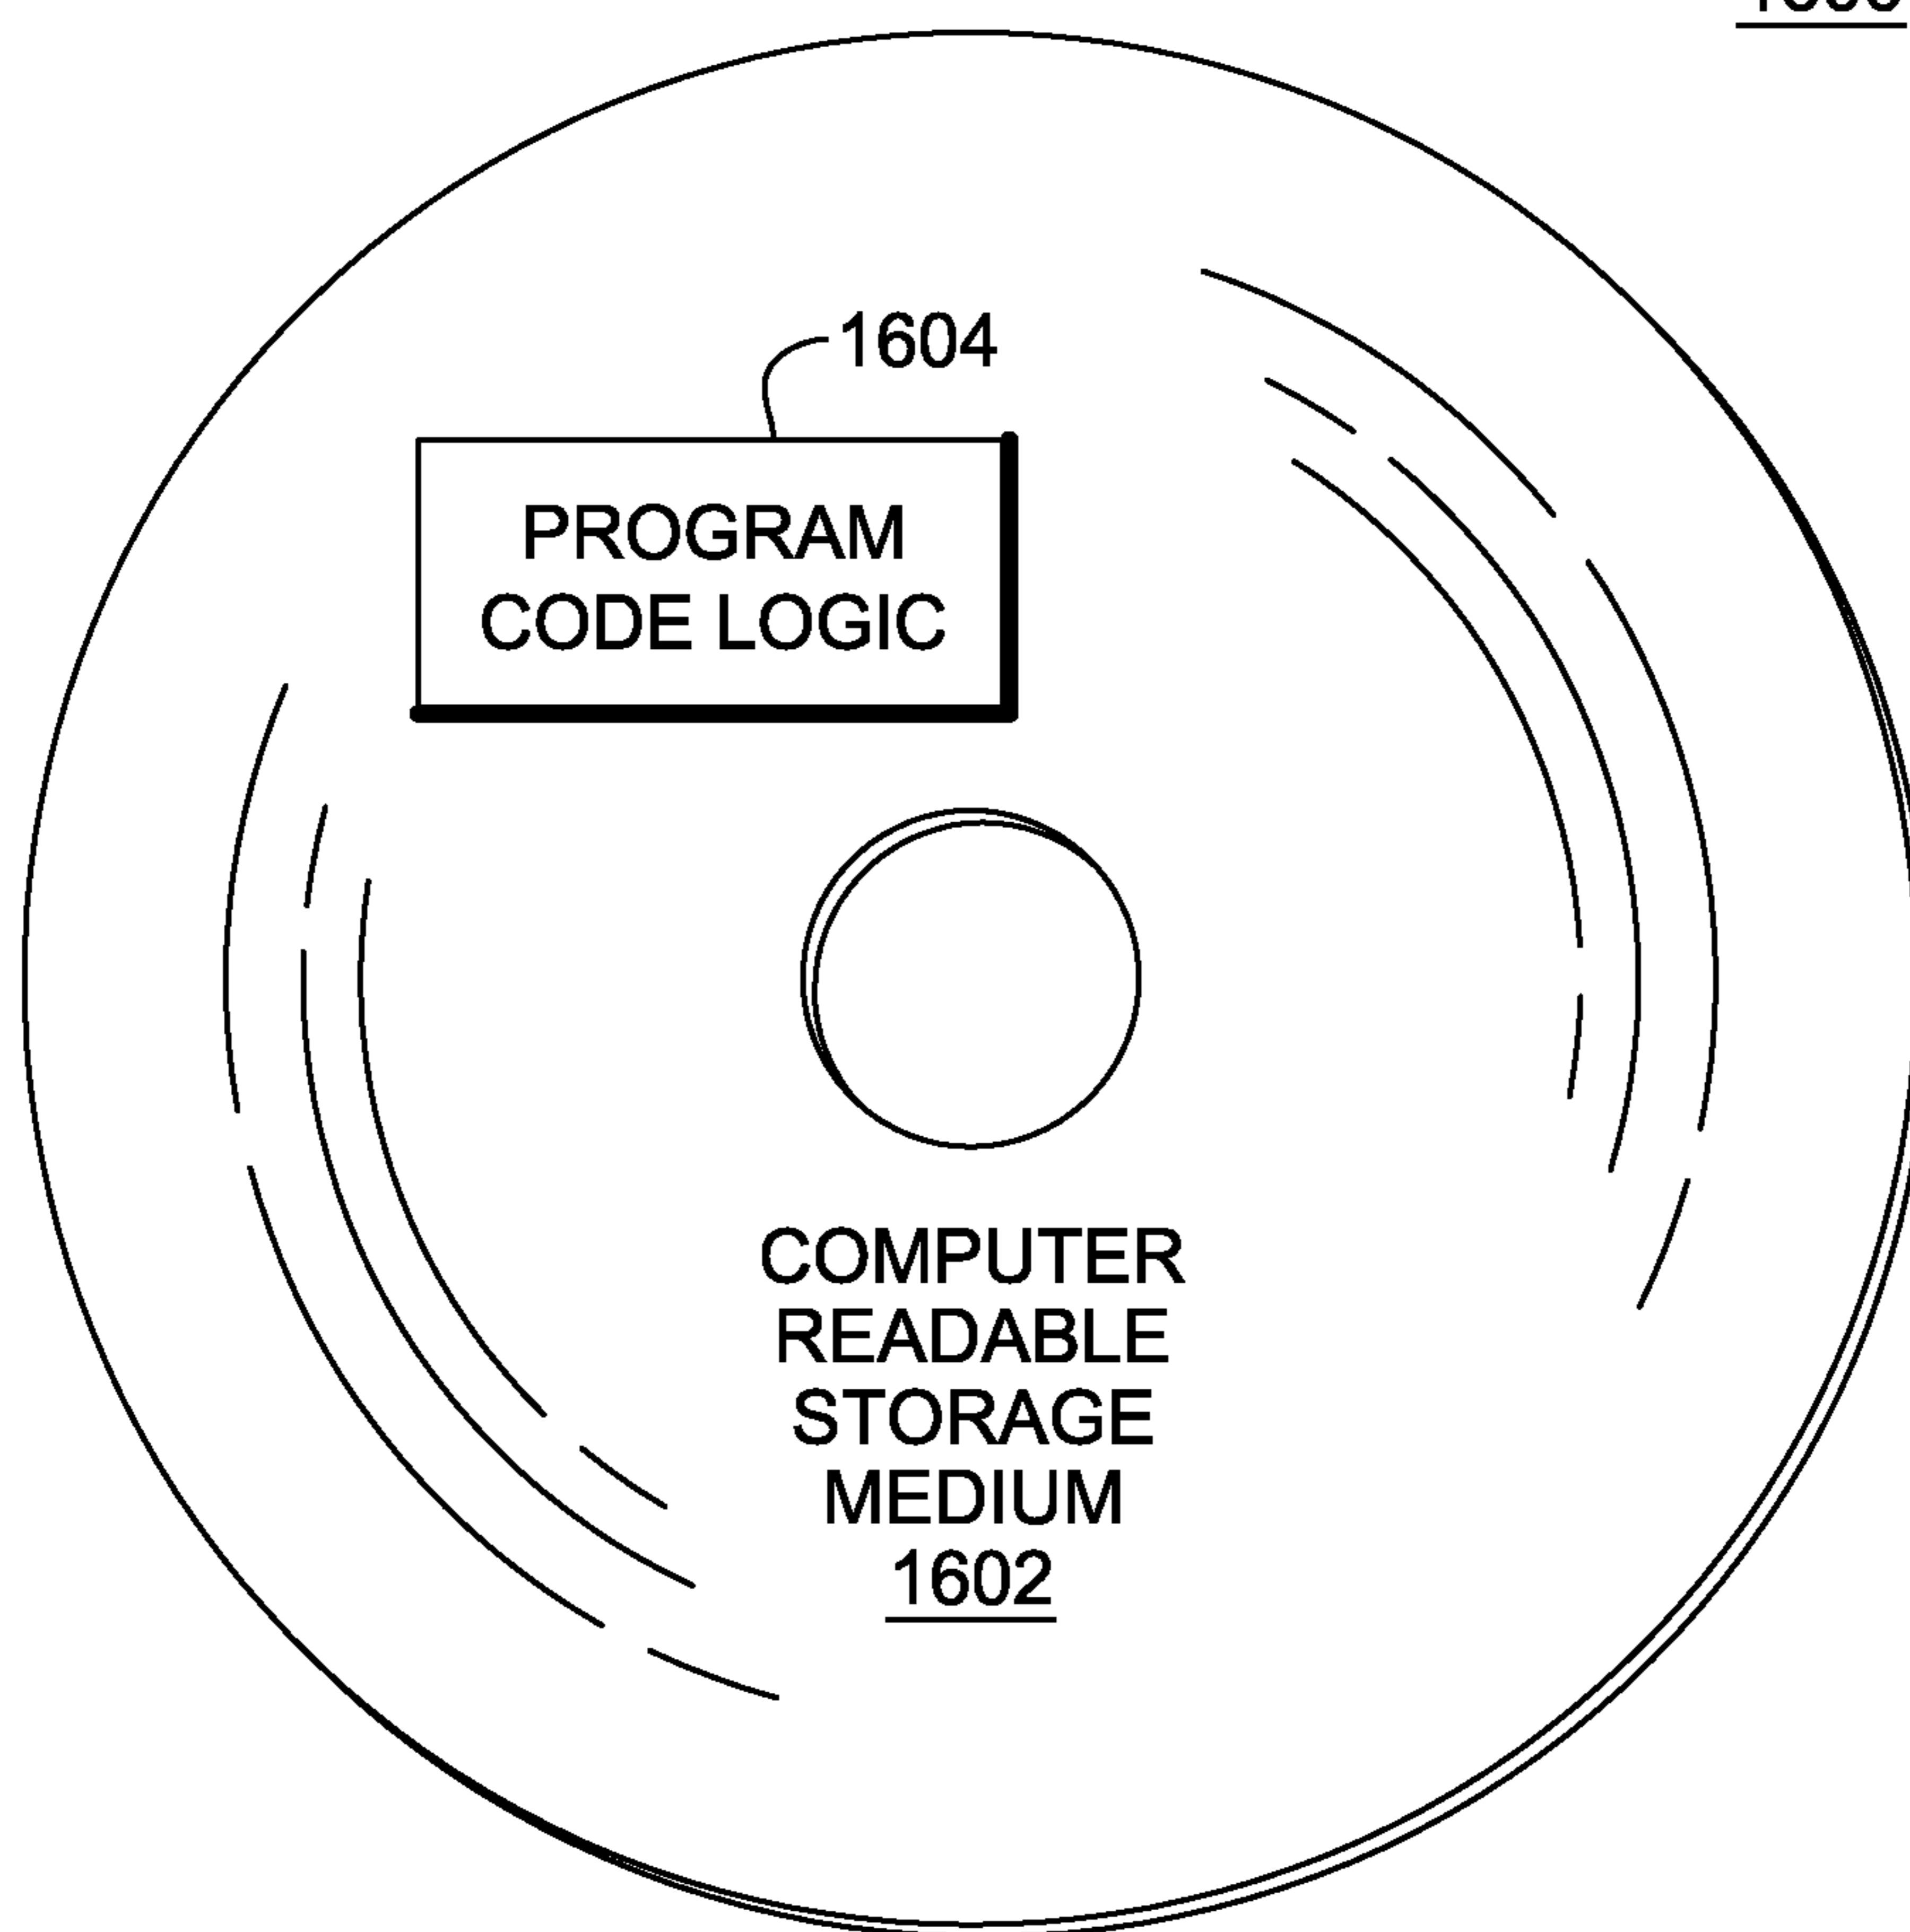 1604
PROGRAM
CODE LOGIC
COMPUTER
READABLE
STORAGE
MEDIUM
1602